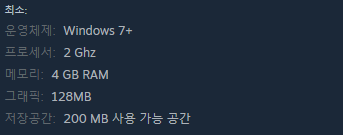 최소:
운영체제: Windows 7+
프로세서: 2 Ghz
메모리: 4 GB RAM
그래픽: 128MB
저장공간: 200 MB 사용 가능 공간